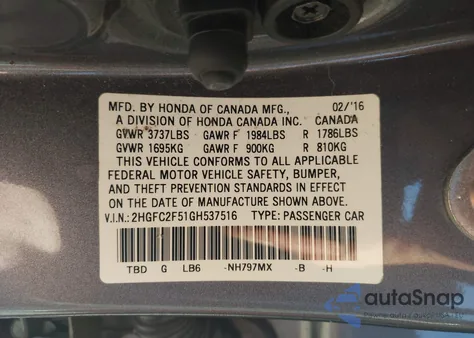 MFD. BY HONDA OF CANADA MFG., 02/'16
A DIVISION OF HONDA CANADA INC. CANADA
GVWR 3737LBS GAWR F 1984LBS R 1786LBS
GVWR 1695KG GAWR F 900KG R 810KG
THIS VEHICLE CONFORMS TO ALL APPLICABLE
FEDERAL MOTOR VEHICLE SAFETY, BUMPER,
AND THEFT PREVENTION STANDARDS IN EFFECT
ON THE DATE OF MANUFACTURE SHOWN ABOVE.
V.I.N.: 2HGFC2F51GH537516 TYPE: PASSENGER CAR
TBD G LB6 -NH797MX -B -H
autoSnap